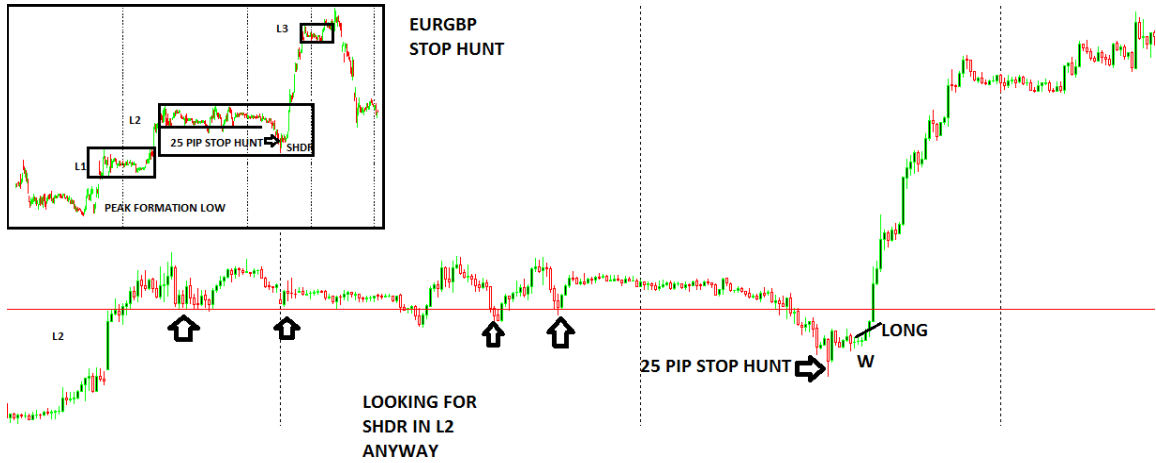 L3
EURGBP
STOP HUNT
L2
25 PIP STOP HUNT
SHDR
L1
PEAK FORMATION LOW
L2
LONG
25 PIP STOP HUNT
W
LOOKING FOR
SHDR IN L2
ANYWAY